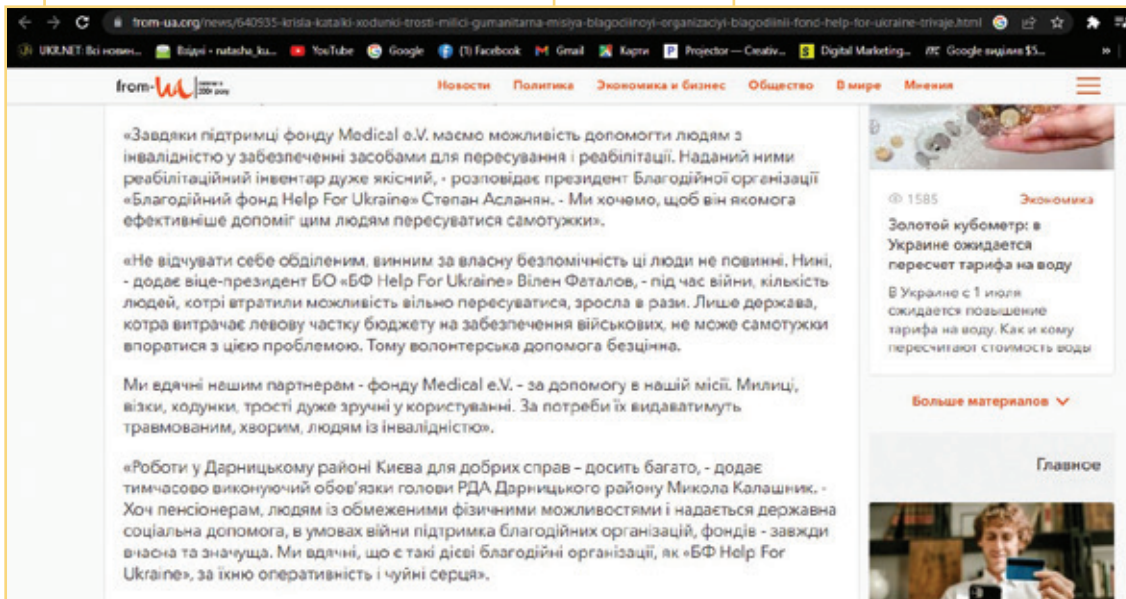 from-ua.org/news/640935-krisla-katalki-xodunki-trosti-milici-gumanitarna-misiya-blagodiinoyi-organizacyi-blagodiinii-fond-help-for-ukraine-trivaje.html
UKR.NET: Всі новин... Вхідні - natasha_ku... YouTube Google (1) Facebook Gmail Карти Projector — Creativ... Digital Marketing... Google виділив $5... »
from-ua
Новости Политика Экономика и бизнес Общество В мире Мнения
«Завдяки підтримці фонду Medical e.V. маємо можливість допомогти людям з
інвалідністю у забезпеченні засобами для пересування і реабілітації. Наданий ними
реабілітаційний інвентар дуже якісний, - розповідає президент Благодійної організації
«Благодійний фонд Help For Ukraine» Степан Асланян. - Ми хочемо, щоб він якомога
ефективніше допоміг цим людям пересуватися самотужки».
«Не відчувати себе обділеним, винним за власну безпомічність ці люди не повинні. Нині,
- додає віце-президент БО «БФ Help For Ukraine» Вілен Фаталов, - під час війни, кількість
людей, котрі втратили можливість вільно пересуватися, зросла в рази. Лише держава,
котра витрачає левову частку бюджету на забезпечення військових, не може самотужки
впоратися з цією проблемою. Тому волонтерська допомога безцінна.
Ми вдячні нашим партнерам - фонду Medical e.V. - за допомогу в нашій місії. Милиці,
візки, ходунки, трості дуже зручні у користуванні. За потреби їх видаватимуть
травмованим, хворим, людям із інвалідністю».
«Роботи у Дарницькому районі Києва для добрих справ – досить багато, - додає
тимчасово виконуючий обов'язки голови РДА Дарницького району Микола Калашник. -
Хоч пенсіонерам, людям із обмеженими фізичними можливостями і надається державна
соціальна допомога, в умовах війни підтримка благодійних організацій, фондів - завжди
вчасна та значуща. Ми вдячні, що є такі дієві благодійні організації, як «БФ Help For
Ukraine», за їхню оперативність і чуйні серця».
1585 Экономика
Золотой кубометр: в
Украине ожидается
пересчет тарифа на воду
В Украине с 1 июля
ожидается повышение
тарифа на воду. Как и кому
пересчитают стоимость воды
Больше материалов
Главное